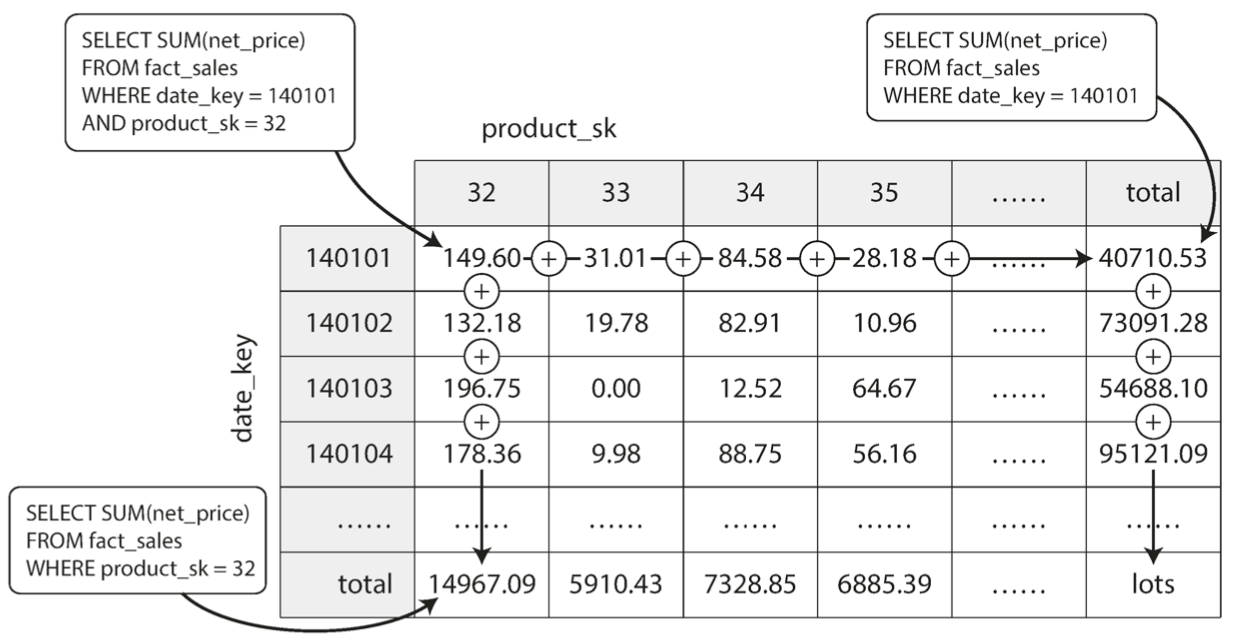 SELECT SUM(net_price)
FROM fact_sales
WHERE date_key = 140101
AND product_sk = 32
SELECT SUM(net_price)
FROM fact_sales
WHERE date_key = 140101
product_sk
32 33 34 35 ...... total
date_key
140101 149.60 + 31.01 + 84.58 + 28.18 + ...... 40710.53
+ +
140102 132.18 19.78 82.91 10.96 ...... 73091.28
+ +
140103 196.75 0.00 12.52 64.67 ...... 54688.10
+ +
140104 178.36 9.98 88.75 56.16 ...... 95121.09
...... ...... ...... ...... ...... ...... ......
total 14967.09 5910.43 7328.85 6885.39 ...... lots
SELECT SUM(net_price)
FROM fact_sales
WHERE product_sk = 32